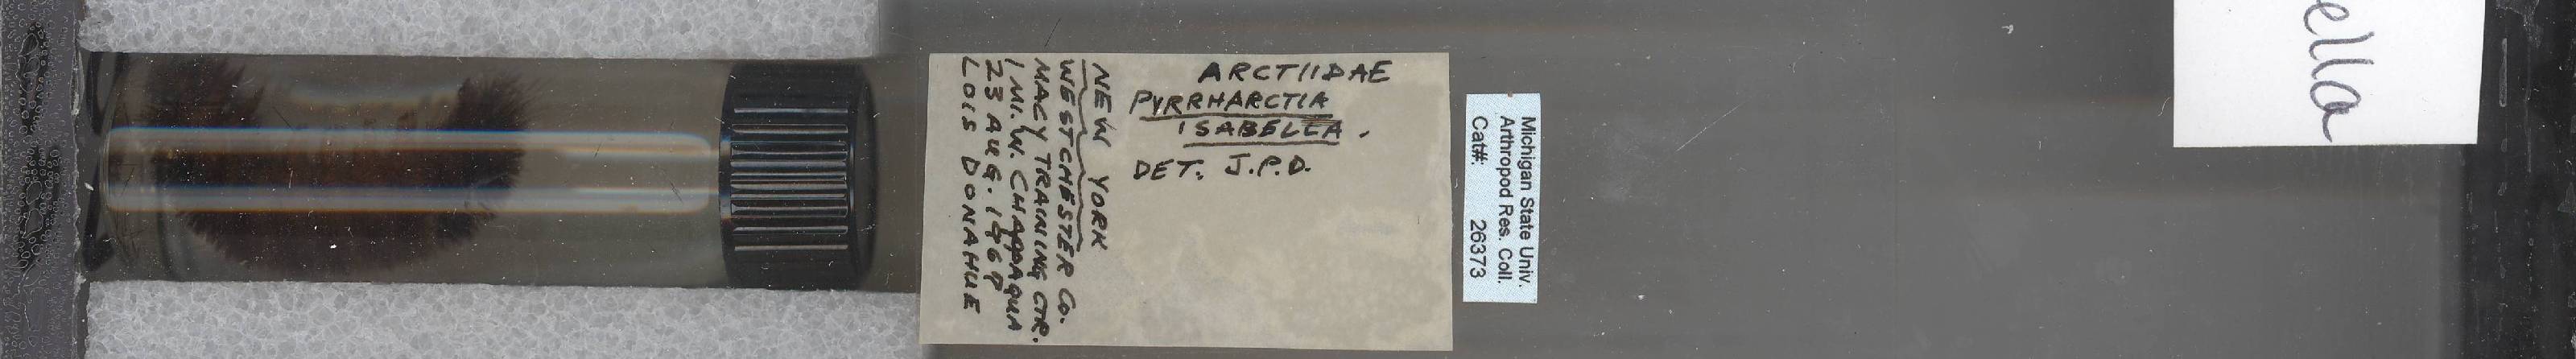 ARCTIIDAE
PYRRHARCTIA
ISABELLA.
DET. J.P.D.
NEW YORK
WESTCHESTER CO.
MACY TRAINING CTR.
1 MI. W. CHAPPAQUA
23 AUG. 1968
LOIS DONAHUE
Michigan State Univ.
Arthropod Res. Coll.
Cat#: 26373
ella